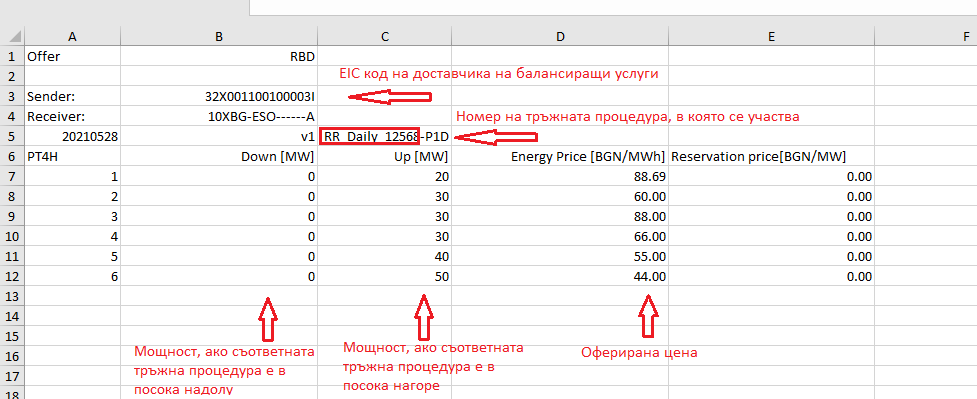 A B C D E F
1 Offer RBD
2
EIC код на доставчика на балансиращи услуги
3 Sender: 32X001100100003I
4 Receiver: 10XBG-ESO------A
Номер на тръжната процедура, в която се участва
5 20210528 v1 RR_Daily_12568-P1D
6 PT4H Down [MW] Up [MW] Energy Price [BGN/MWh] Reservation price[BGN/MW]
7 1 0 20 88.69 0.00
8 2 0 30 60.00 0.00
9 3 0 30 88.00 0.00
10 4 0 30 66.00 0.00
11 5 0 40 55.00 0.00
12 6 0 50 44.00 0.00
13
14
15
16
17
18
Мощност, ако съответната
тръжна процедура е в
посока надолу
Мощност, ако съответната
тръжна процедура е в
посока нагоре
Оферирана цена